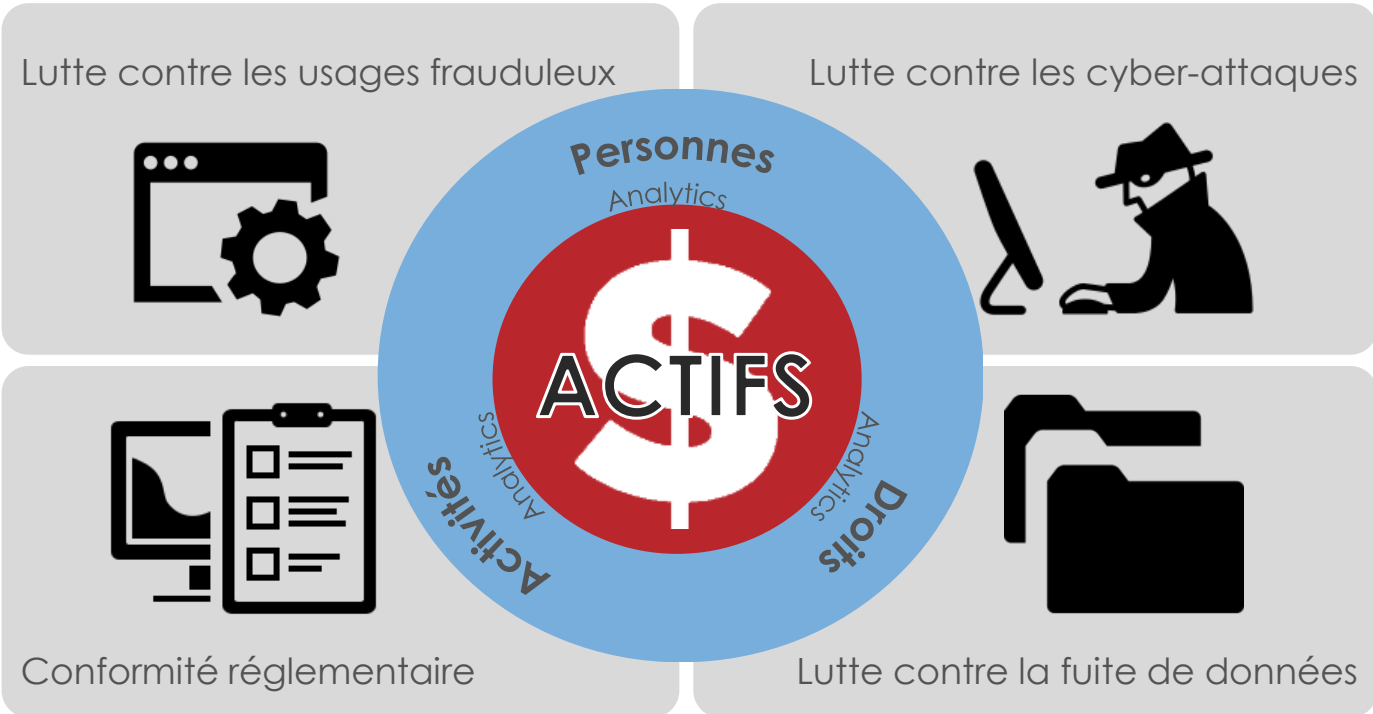 Lutte contre les usages frauduleux
Lutte contre les cyber-attaques
Personnes
Analytics
$
ACTIFS
Analytics
Activités
Analytics
Droits
Conformité réglementaire
Lutte contre la fuite de données